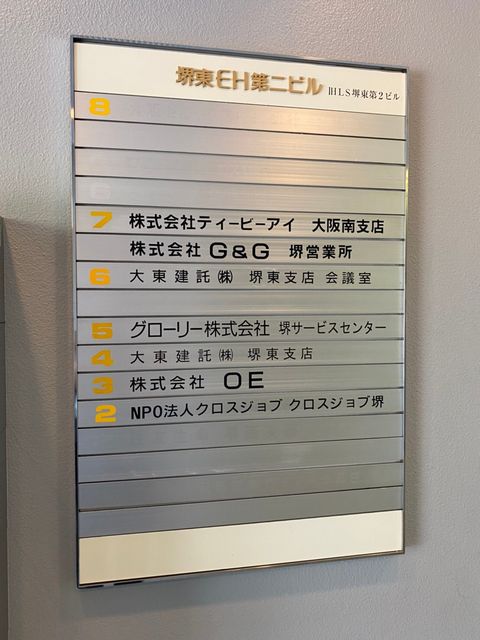 堺東EH第二ビル
旧HLS堺東第2ビル
8
7 株式会社ティービーアイ 大阪南支店
株式会社 G&G 堺営業所
6 大東建託㈱ 堺東支店 会議室
5 グローリー株式会社 堺サービスセンター
4 大東建託㈱ 堺東支店
3 株式会社 OE
2 NPO法人クロスジョブ クロスジョブ堺